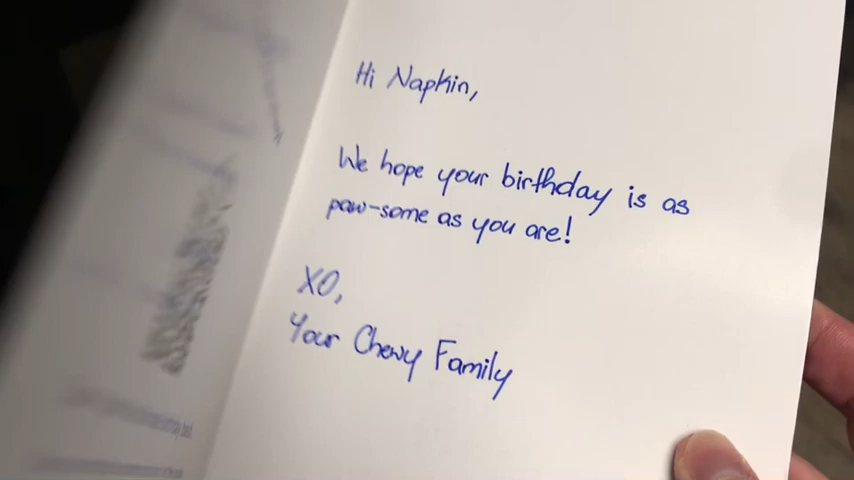 Hi Napkin,
We hope your birthday is as
paw-some as you are!
XO,
Your Chewy Family